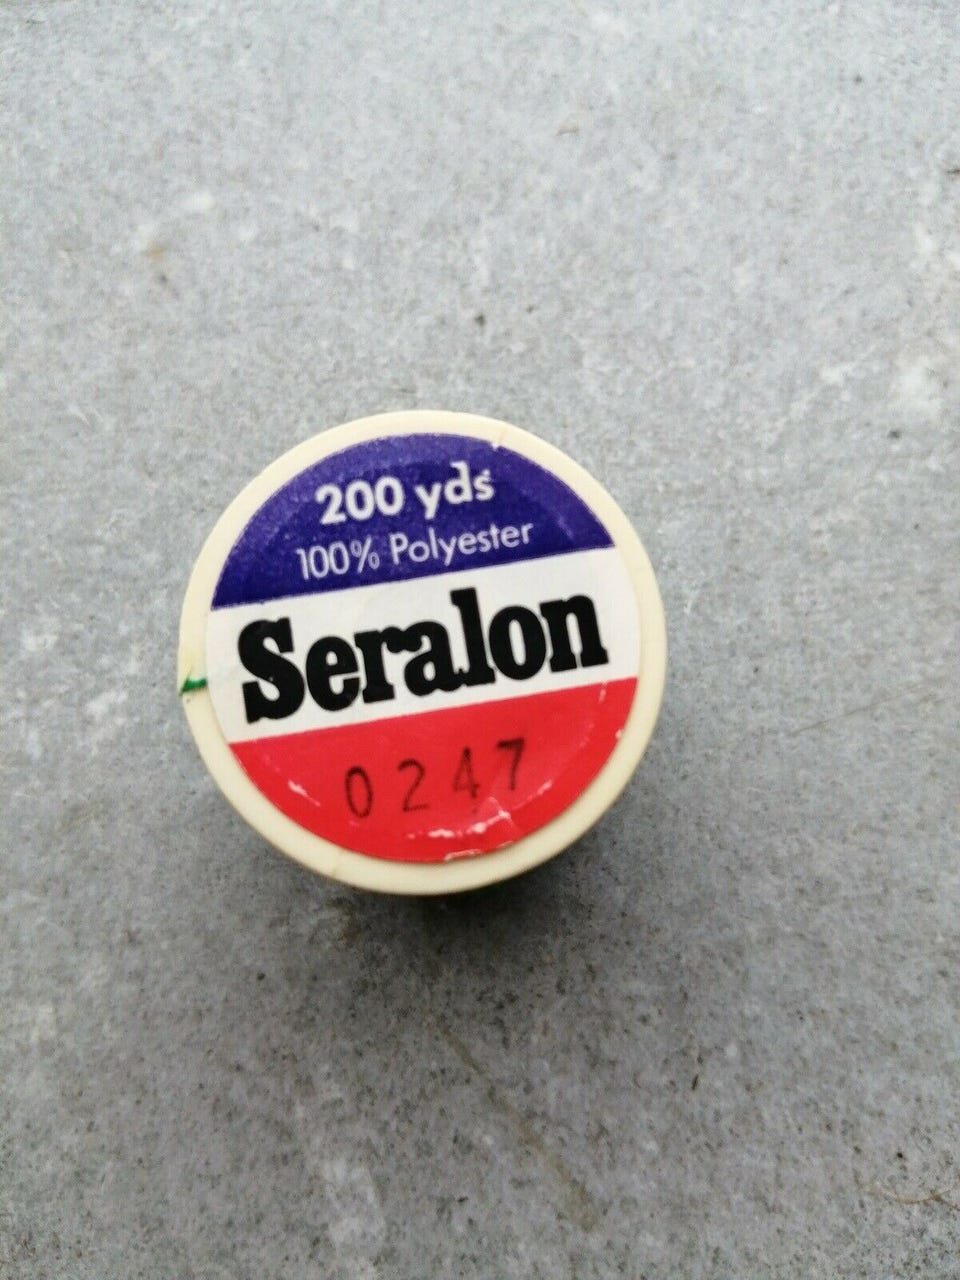 200 yds
100% Polyester
Seralon
0247